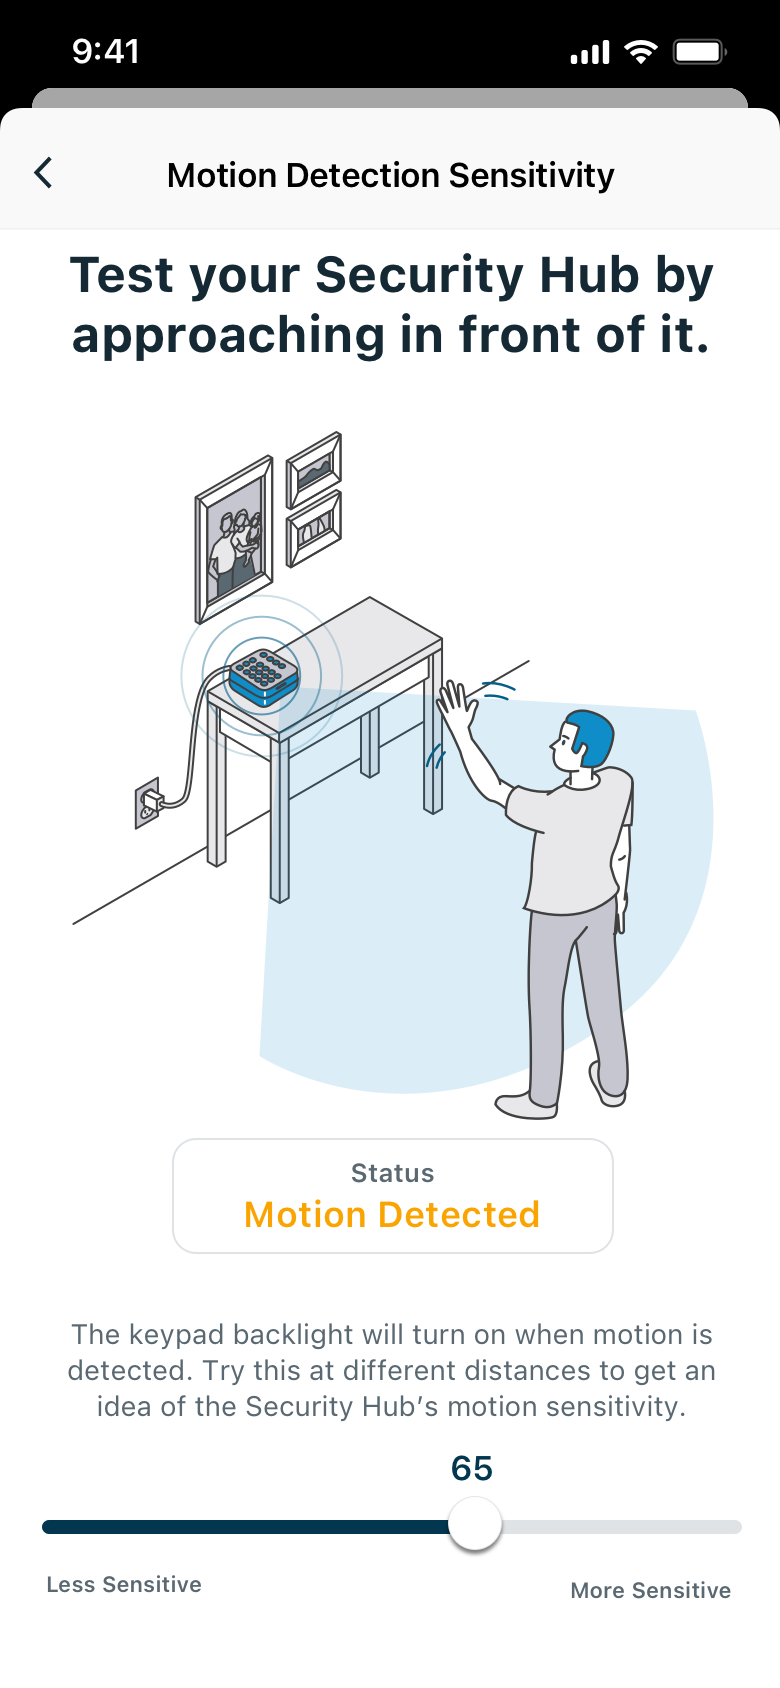 9:41
Motion Detection Sensitivity
Test your Security Hub by
approaching in front of it.
Status
Motion Detected
The keypad backlight will turn on when motion is
detected. Try this at different distances to get an
idea of the Security Hub’s motion sensitivity.
65
Less Sensitive
More Sensitive